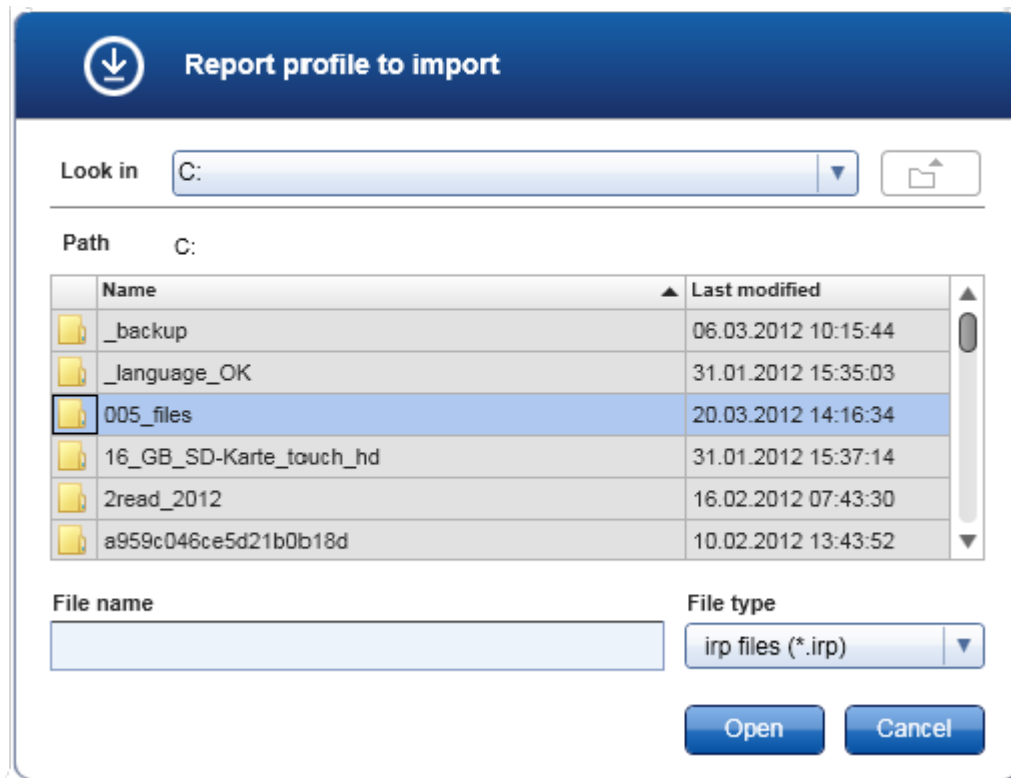 Report profile to import
Look in C:
Path C:
Name Last modified
_backup 06.03.2012 10:15:44
_language_OK 31.01.2012 15:35:03
005_files 20.03.2012 14:16:34
16_GB_SD-Karte_touch_hd 31.01.2012 15:37:14
2read_2012 16.02.2012 07:43:30
a959c046ce5d21b0b18d 10.02.2012 13:43:52
File name File type
irp files (*.irp)
Open Cancel